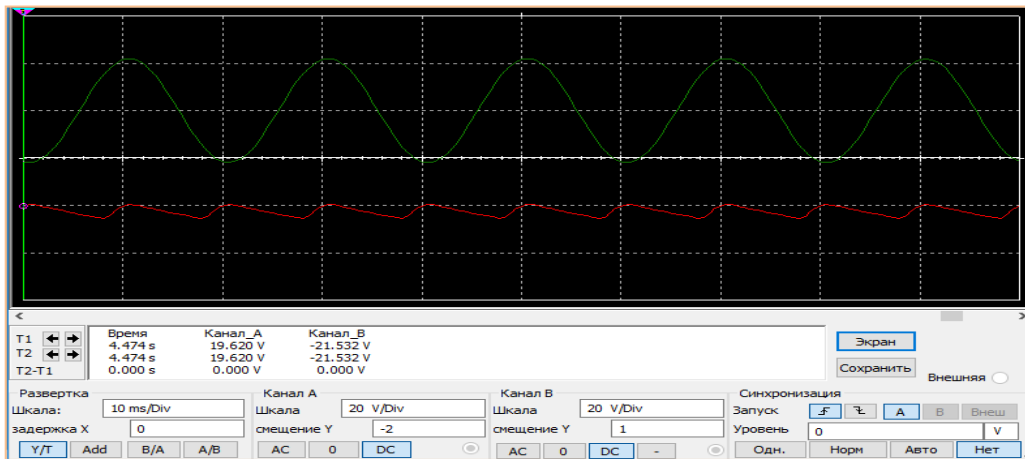 Время Канал_A Канал_B
T1 4.474 s 19.620 V -21.532 V
T2 4.474 s 19.620 V -21.532 V
T2-T1 0.000 s 0.000 V 0.000 V
Экран
Сохранить
Внешняя
Развертка
Шкала: 10 ms/Div
задержка X 0
Y/T Add B/A A/B
Канал A
Шкала 20 V/Div
смещение Y -2
AC 0 DC
Канал B
Шкала 20 V/Div
смещение Y 1
AC 0 DC -
Синхронизация
Запуск A B Внеш
Уровень 0 V
Одн. Норм Авто Нет